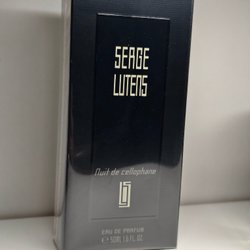 SERGE
LUTENS
Nuit de cellophane
EAU DE PARFUM
℮ 50ML 1.6 FL. OZ